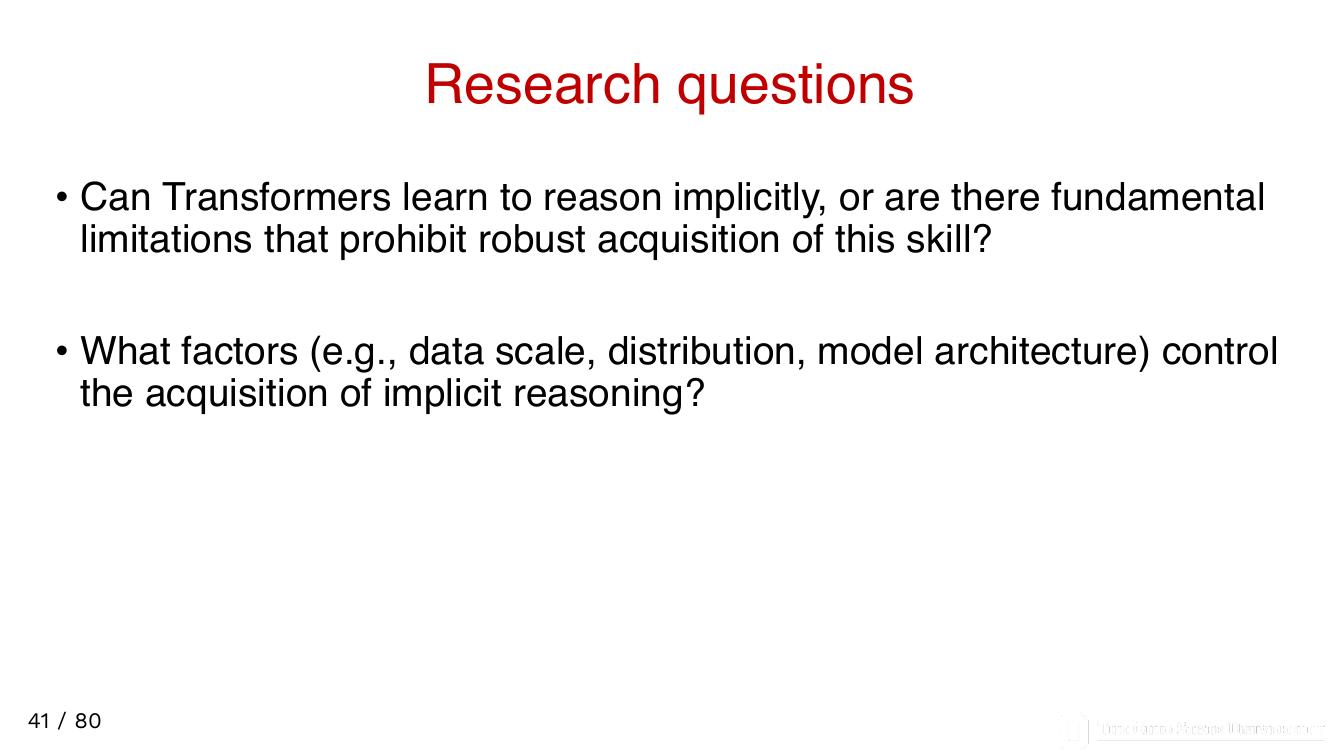 Research questions
• Can Transformers learn to reason implicitly, or are there fundamental
limitations that prohibit robust acquisition of this skill?
• What factors (e.g., data scale, distribution, model architecture) control
the acquisition of implicit reasoning?
41 / 80